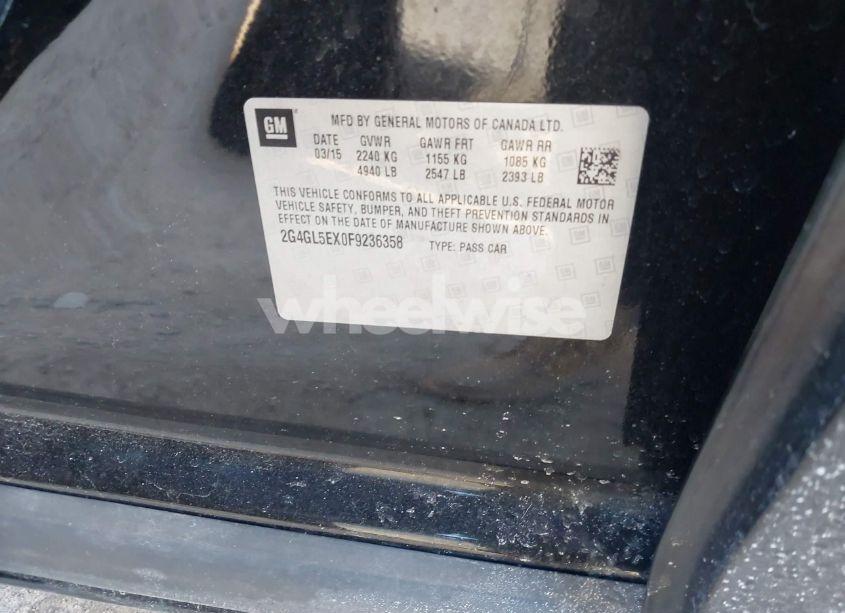 GM
MFD BY GENERAL MOTORS OF CANADA LTD.
DATE GVWR GAWR FRT GAWR RR
03/15 2240 KG 1155 KG 1085 KG
4940 LB 2547 LB 2393 LB
THIS VEHICLE CONFORMS TO ALL APPLICABLE U.S. FEDERAL MOTOR
VEHICLE SAFETY, BUMPER, AND THEFT PREVENTION STANDARDS IN
EFFECT ON THE DATE OF MANUFACTURE SHOWN ABOVE.
2G4GL5EX0F9236358 TYPE: PASS CAR
wheelwise